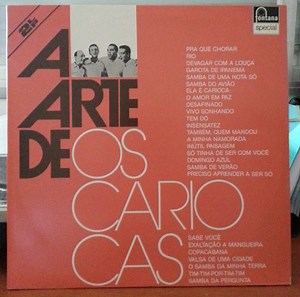 2
fontana
special
A
ARTE
DE
OS
CARIO
CAS
PRA QUE CHORAR
RIO
DEVAGAR COM A LOUÇA
GAROTA DE IPANEMA
SAMBA DE UMA NOTA SÓ
SAMBA DO AVIÃO
ELA É CARIOCA
O AMOR EM PAZ
DESAFINADO
VIVO SONHANDO
TEM DÓ
INSENSATEZ
TAMBÉM, QUEM MANDOU
A MINHA NAMORADA
INÚTIL PAISAGEM
SÓ TINHA DE SER COM VOCÊ
DOMINGO AZUL
SAMBA DE VERÃO
PRECISO APRENDER A SER SÓ
SABE VOCÊ
EXALTAÇÃO A MANGUEIRA
COPACABANA
VALSA DE UMA CIDADE
O SAMBA DA MINHA TERRA
TIM-TIM-POR-TIM-TIM
SAMBA DA PERGUNTA